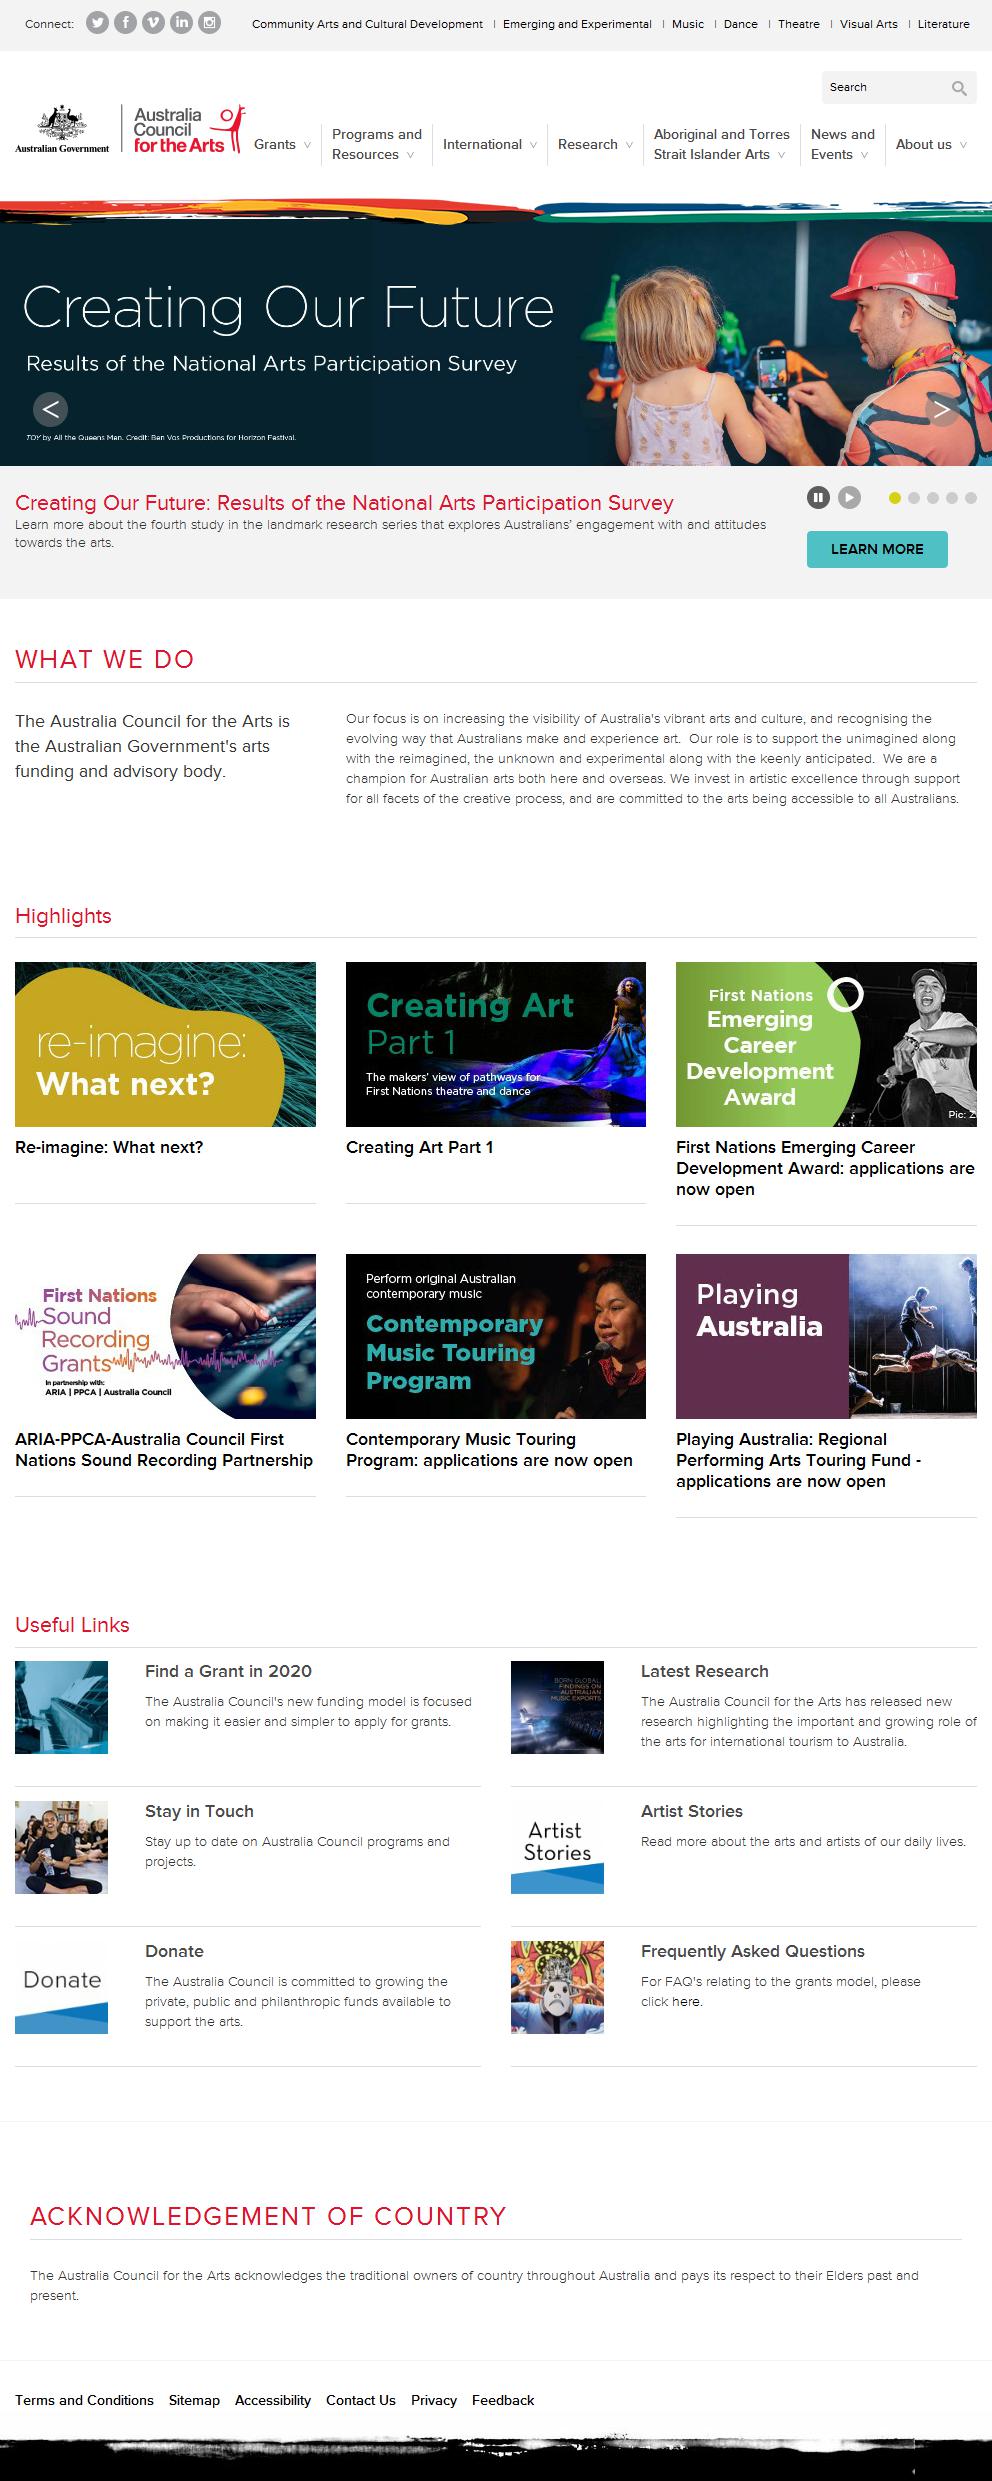 Connect:
Community Arts and Cultural Development | Emerging and Experimental | Music | Dance | Theatre | Visual Arts | Literature
Search
Australian Government
Australia
Council
for the Arts
Grants
Programs and
Resources
International
Research
Aboriginal and Torres
Strait Islander Arts
News and
Events
About us
Creating Our Future
Results of the National Arts Participation Survey
TOY by All the Queens Men. Credit: Ben Vos Productions for Horizon Festival.
Creating Our Future: Results of the National Arts Participation Survey
Learn more about the fourth study in the landmark research series that explores Australians' engagement with and attitudes
towards the arts.
LEARN MORE
WHAT WE DO
The Australia Council for the Arts is
the Australian Government's arts
funding and advisory body.
Our focus is on increasing the visibility of Australia's vibrant arts and culture, and recognising the
evolving way that Australians make and experience art. Our role is to support the unimagined along
with the reimagined, the unknown and experimental along with the keenly anticipated. We are a
champion for Australian arts both here and overseas. We invest in artistic excellence through support
for all facets of the creative process, and are committed to the arts being accessible to all Australians.
Highlights
re-imagine:
What next?
Re-imagine: What next?
Creating Art
Part 1
The makers' view of pathways for
First Nations theatre and dance
Creating Art Part 1
First Nations
Emerging
Career
Development
Award
Pic: Z
First Nations Emerging Career
Development Award: applications are
now open
First Nations
Sound
Recording
Grants
In partnership with:
ARIA | PPCA | Australia Council
ARIA-PPCA-Australia Council First
Nations Sound Recording Partnership
Perform original Australian
contemporary music
Contemporary
Music Touring
Program
Contemporary Music Touring
Program: applications are now open
Playing
Australia
Playing Australia: Regional
Performing Arts Touring Fund -
applications are now open
Useful Links
Find a Grant in 2020
The Australia Council's new funding model is focused
on making it easier and simpler to apply for grants.
BORN GLOBAL:
FINDINGS ON
AUSTRALIAN
MUSIC EXPORTS
Latest Research
The Australia Council for the Arts has released new
research highlighting the important and growing role of
the arts for international tourism to Australia.
Stay in Touch
Stay up to date on Australia Council programs and
projects.
Artist
Stories
Artist Stories
Read more about the arts and artists of our daily lives.
Donate
Donate
The Australia Council is committed to growing the
private, public and philanthropic funds available to
support the arts.
Frequently Asked Questions
For FAQ's relating to the grants model, please
click here.
ACKNOWLEDGEMENT OF COUNTRY
The Australia Council for the Arts acknowledges the traditional owners of country throughout Australia and pays its respect to their Elders past and
present.
Terms and Conditions Sitemap Accessibility Contact Us Privacy Feedback